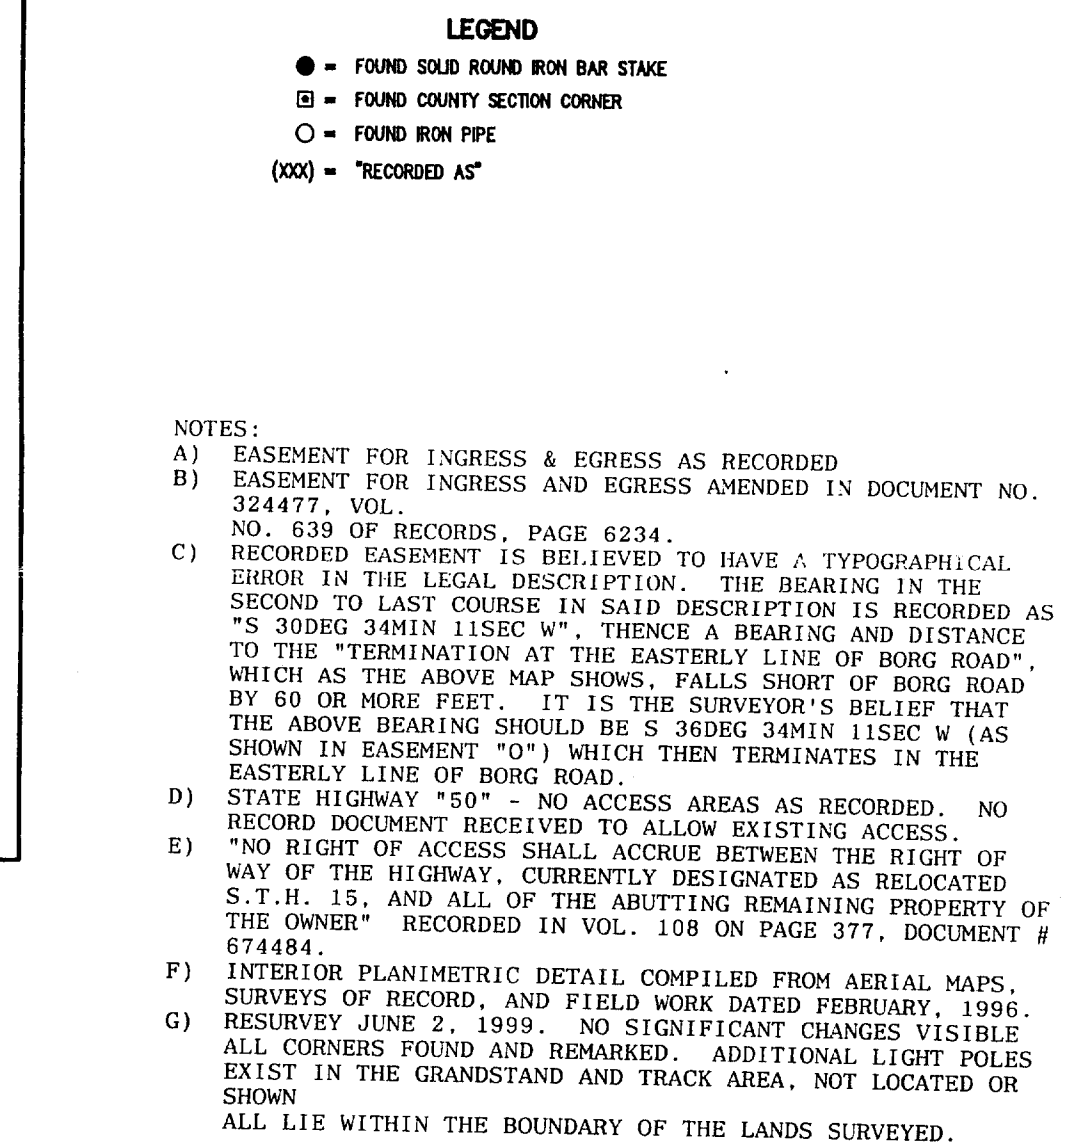 LEGEND
● = FOUND SOLID ROUND IRON BAR STAKE
▣ = FOUND COUNTY SECTION CORNER
○ = FOUND IRON PIPE
(XXX) = "RECORDED AS"
NOTES:
A) EASEMENT FOR INGRESS & EGRESS AS RECORDED
B) EASEMENT FOR INGRESS AND EGRESS AMENDED IN DOCUMENT NO.
324477, VOL.
NO. 639 OF RECORDS, PAGE 6234.
C) RECORDED EASEMENT IS BELIEVED TO HAVE A TYPOGRAPHICAL
ERROR IN THE LEGAL DESCRIPTION. THE BEARING IN THE
SECOND TO LAST COURSE IN SAID DESCRIPTION IS RECORDED AS
"S 30DEG 34MIN 11SEC W", THENCE A BEARING AND DISTANCE
TO THE "TERMINATION AT THE EASTERLY LINE OF BORG ROAD",
WHICH AS THE ABOVE MAP SHOWS, FALLS SHORT OF BORG ROAD
BY 60 OR MORE FEET. IT IS THE SURVEYOR'S BELIEF THAT
THE ABOVE BEARING SHOULD BE S 36DEG 34MIN 11SEC W (AS
SHOWN IN EASEMENT "O") WHICH THEN TERMINATES IN THE
EASTERLY LINE OF BORG ROAD.
D) STATE HIGHWAY "50" - NO ACCESS AREAS AS RECORDED. NO
RECORD DOCUMENT RECEIVED TO ALLOW EXISTING ACCESS.
E) "NO RIGHT OF ACCESS SHALL ACCRUE BETWEEN THE RIGHT OF
WAY OF THE HIGHWAY, CURRENTLY DESIGNATED AS RELOCATED
S.T.H. 15, AND ALL OF THE ABUTTING REMAINING PROPERTY OF
THE OWNER" RECORDED IN VOL. 108 ON PAGE 377, DOCUMENT #
674484.
F) INTERIOR PLANIMETRIC DETAIL COMPILED FROM AERIAL MAPS,
SURVEYS OF RECORD, AND FIELD WORK DATED FEBRUARY, 1996.
G) RESURVEY JUNE 2, 1999. NO SIGNIFICANT CHANGES VISIBLE
ALL CORNERS FOUND AND REMARKED. ADDITIONAL LIGHT POLES
EXIST IN THE GRANDSTAND AND TRACK AREA, NOT LOCATED OR
SHOWN
ALL LIE WITHIN THE BOUNDARY OF THE LANDS SURVEYED.